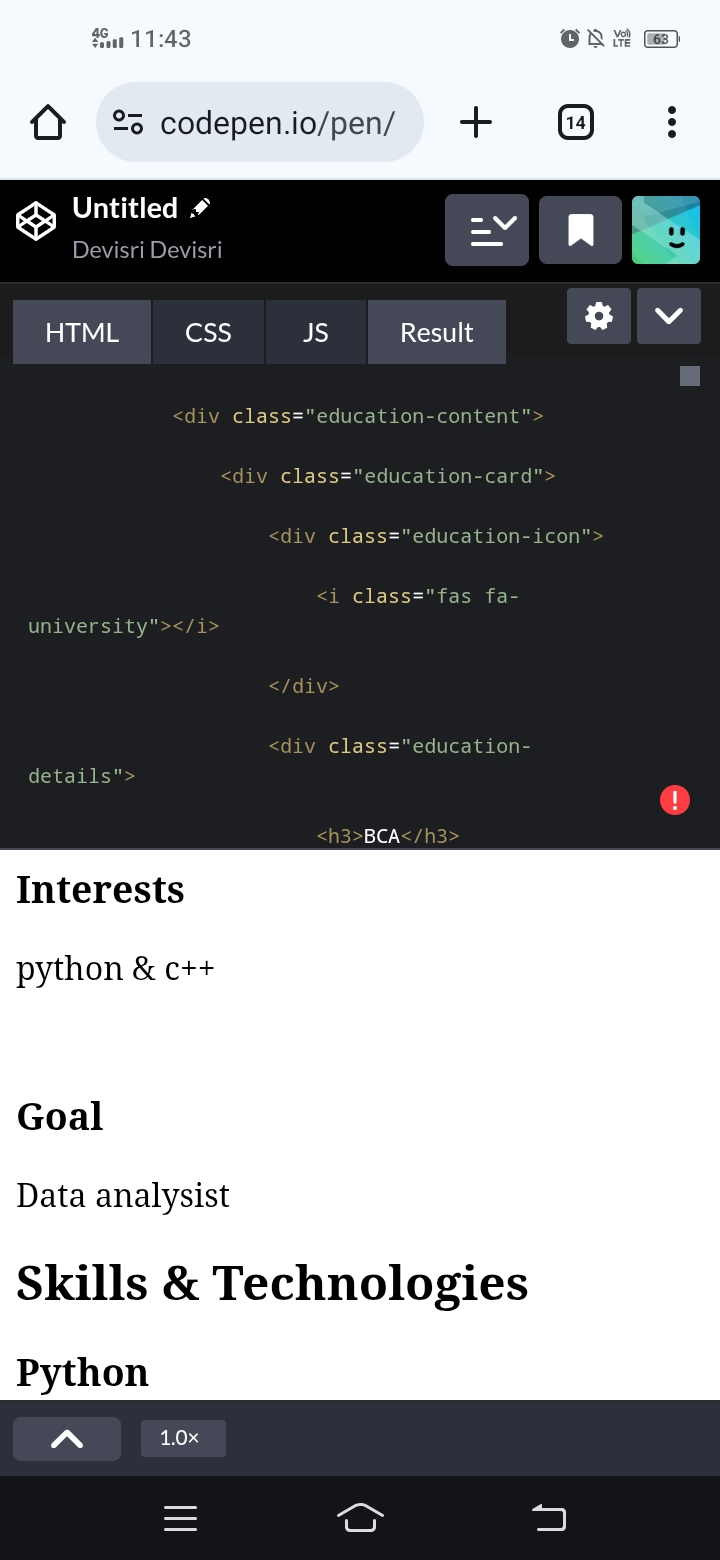 4G 11:43 Vo) LTE 63
codepen.io/pen/ 14
Untitled
Devisri Devisri
HTML CSS JS Result
<div class="education-content">
<div class="education-card">
<div class="education-icon">
<i class="fas fa-
university"></i>
</div>
<div class="education-
details">
<h3>BCA</h3>
Interests
python & c++
Goal
Data analysist
Skills & Technologies
Python
1.0×